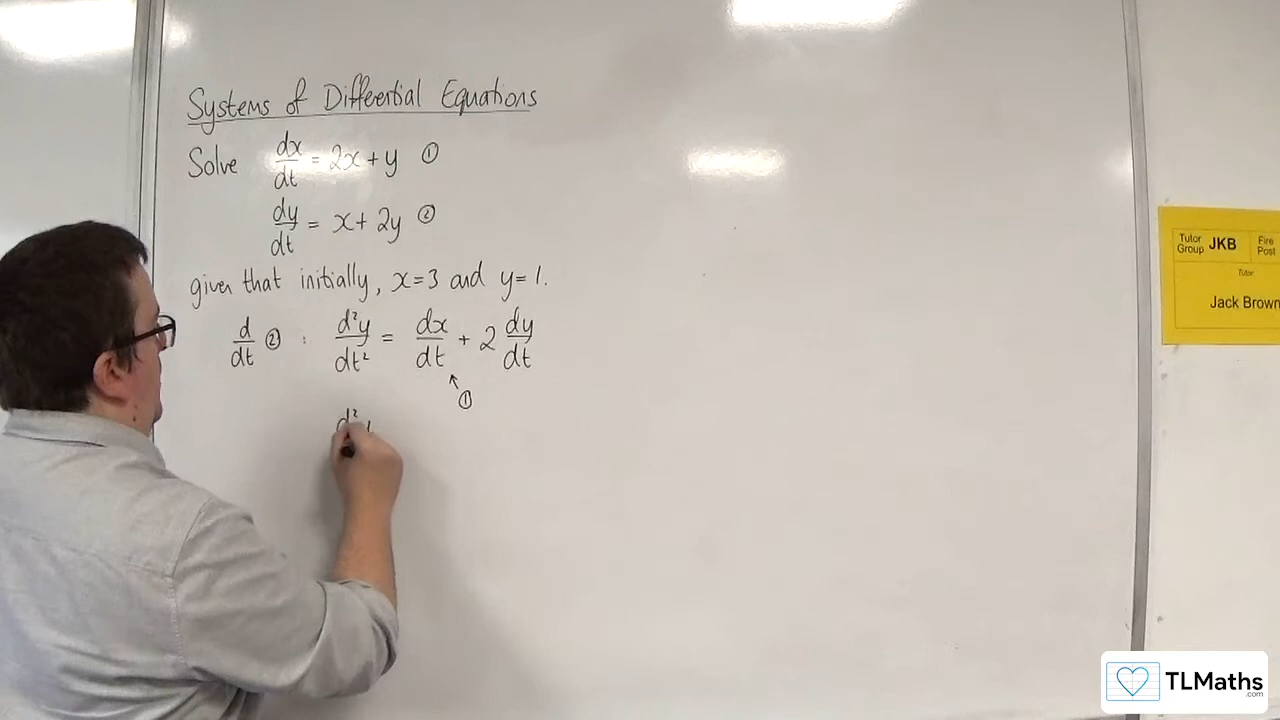 Systems of Differential Equations
Solve dx/dt = 2x + y ①
dy/dt = x + 2y ②
given that initially, x=3 and y=1.
d/dt ② : d²y/dt² = dx/dt + 2 dy/dt
①
d²y
Tutor Group JKB Fire Post
Tutor
Jack Brown
TLMaths
.com